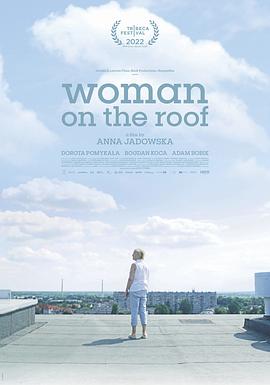 TRIBECA
FESTIVAL
2022
woman
on the roof
a film by
ANNA JADOWSKA
DOROTA POMYKAŁA BOGDAN KOCA ADAM BOBIK